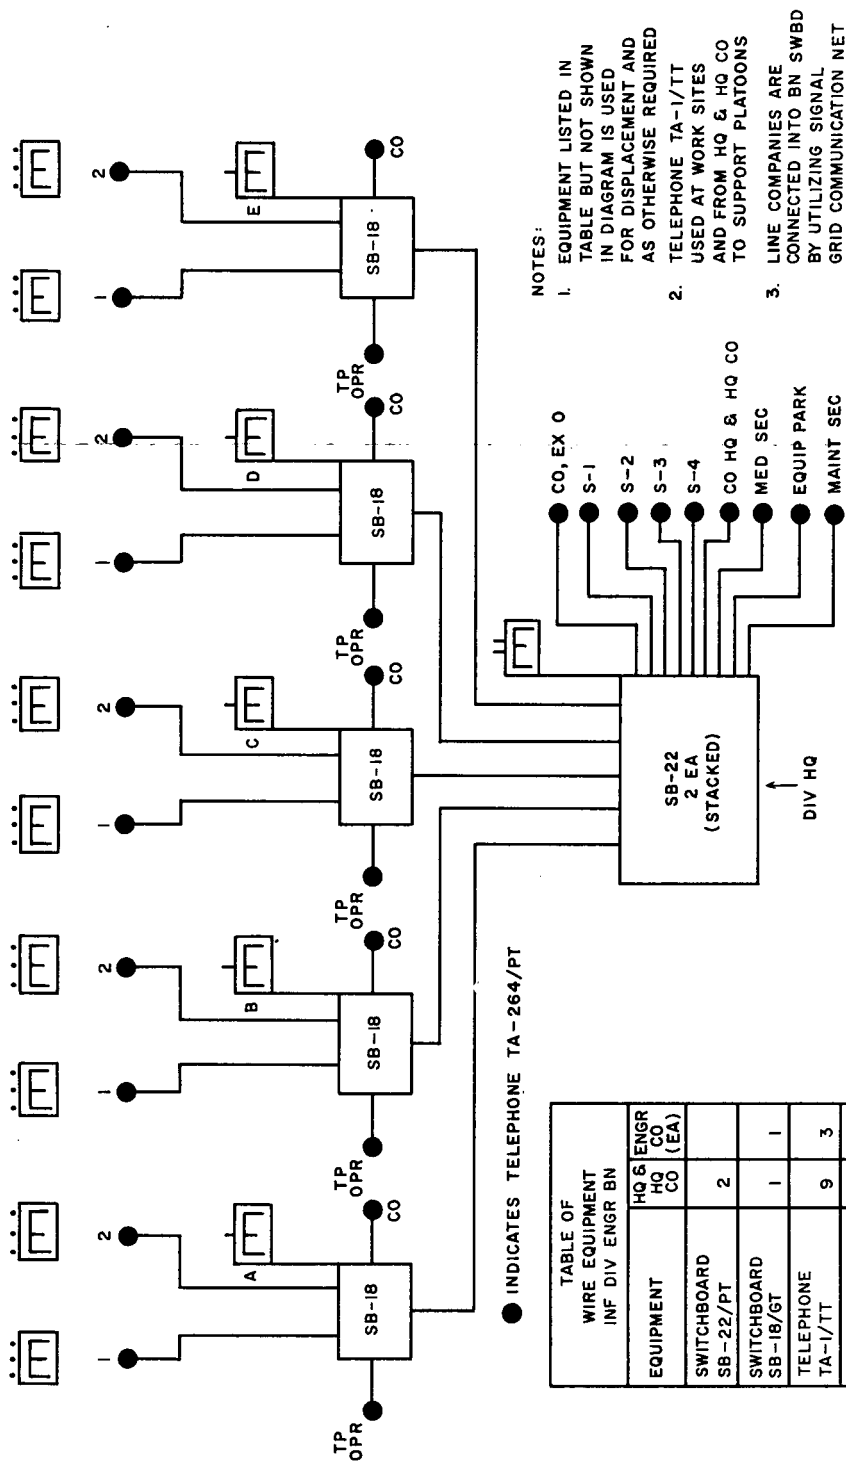 E
E
E
E
E
E
E
E
E
E
1
2
1
2
1
2
1
2
1
2
E
A
E
B
E
C
E
D
E
E
TP
OPR
SB-18
CO
TP
OPR
SB-18
CO
TP
OPR
SB-18
CO
TP
OPR
SB-18
CO
TP
OPR
SB-18
CO
INDICATES TELEPHONE TA-264/PT
E
SB-22
2 EA
(STACKED)
DIV HQ
CO, EX O
S-1
S-2
S-3
S-4
CO HQ & HQ CO
MED SEC
EQUIP PARK
MAINT SEC
NOTES:
1. EQUIPMENT LISTED IN
TABLE BUT NOT SHOWN
IN DIAGRAM IS USED
FOR DISPLACEMENT AND
AS OTHERWISE REQUIRED
2. TELEPHONE TA-1/TT
USED AT WORK SITES
AND FROM HQ & HQ CO
TO SUPPORT PLATOONS
3. LINE COMPANIES ARE
CONNECTED INTO BN SWBD
BY UTILIZING SIGNAL
GRID COMMUNICATION NET
TABLE OF
WIRE EQUIPMENT
INF DIV ENGR BN
EQUIPMENT
HQ &
HQ
CO
ENGR
CO
(EA)
SWITCHBOARD
SB-22/PT
2
SWITCHBOARD
SB-18/GT
1
1
TELEPHONE
TA-1/TT
9
3